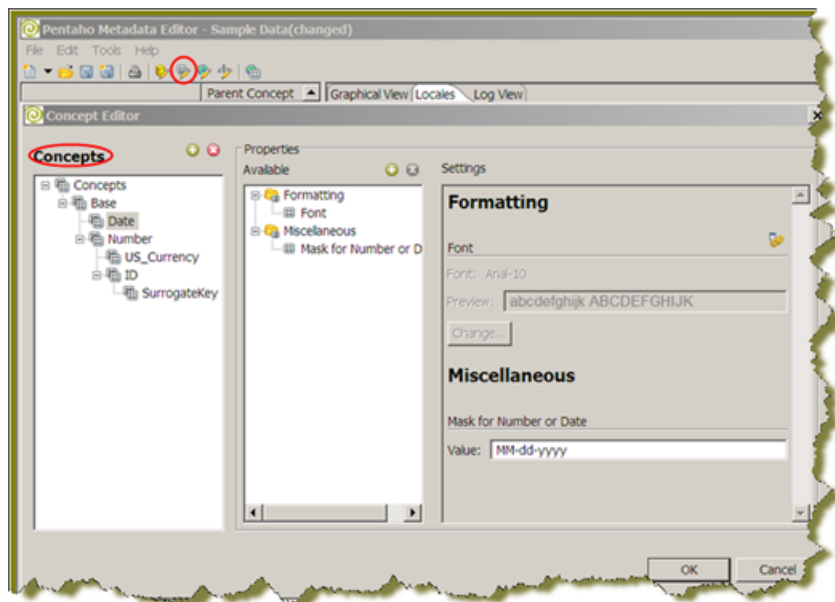 Pentaho Metadata Editor - Sample Data(changed)
File Edit Tools Help
Parent Concept Graphical View Locales Log View
Concept Editor
Concepts
Concepts
Base
Date
Number
US_Currency
ID
SurrogateKey
Properties
Available
Formatting
Font
Miscellaneous
Mask for Number or D
Settings
Formatting
Font
Font: Arial-10
Preview: abcdefghijk ABCDEFGHIJK
Change...
Miscellaneous
Mask for Number or Date
Value: MM-dd-yyyy
OK Cancel